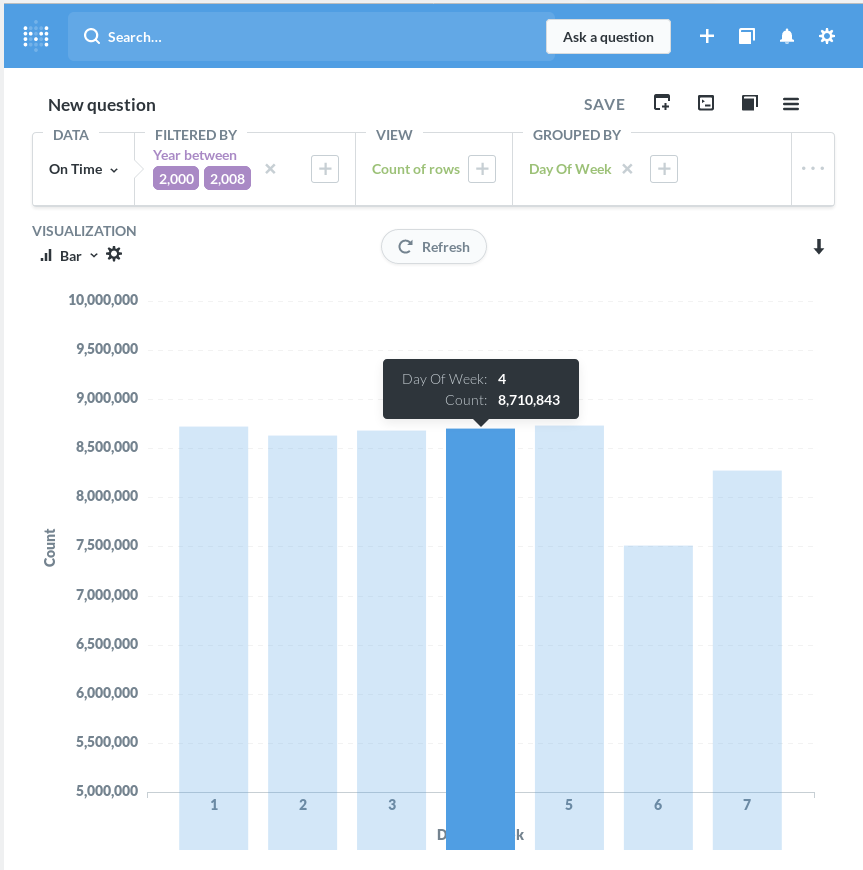 Search...
Ask a question
New question
SAVE
DATA
FILTERED BY
VIEW
GROUPED BY
On Time
Year between
2,000 2,008
Count of rows
Day Of Week
VISUALIZATION
Bar
Refresh
10,000,000
9,500,000
9,000,000
8,500,000
8,000,000
7,500,000
7,000,000
6,500,000
6,000,000
5,500,000
5,000,000
Count
Day Of Week: 4
Count: 8,710,843
1 2 3 5 6 7
D k